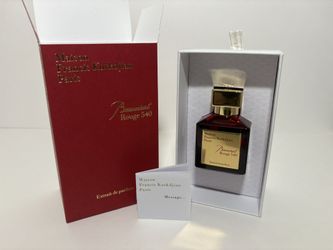 Maison
Francis Kurkdjian
Paris
Baccarat
Rouge 540
Extrait de parfum
Maison
Francis Kurkdjian
Paris
Baccarat
Rouge 540
Maison
Francis Kurkdjian
Paris
Message: